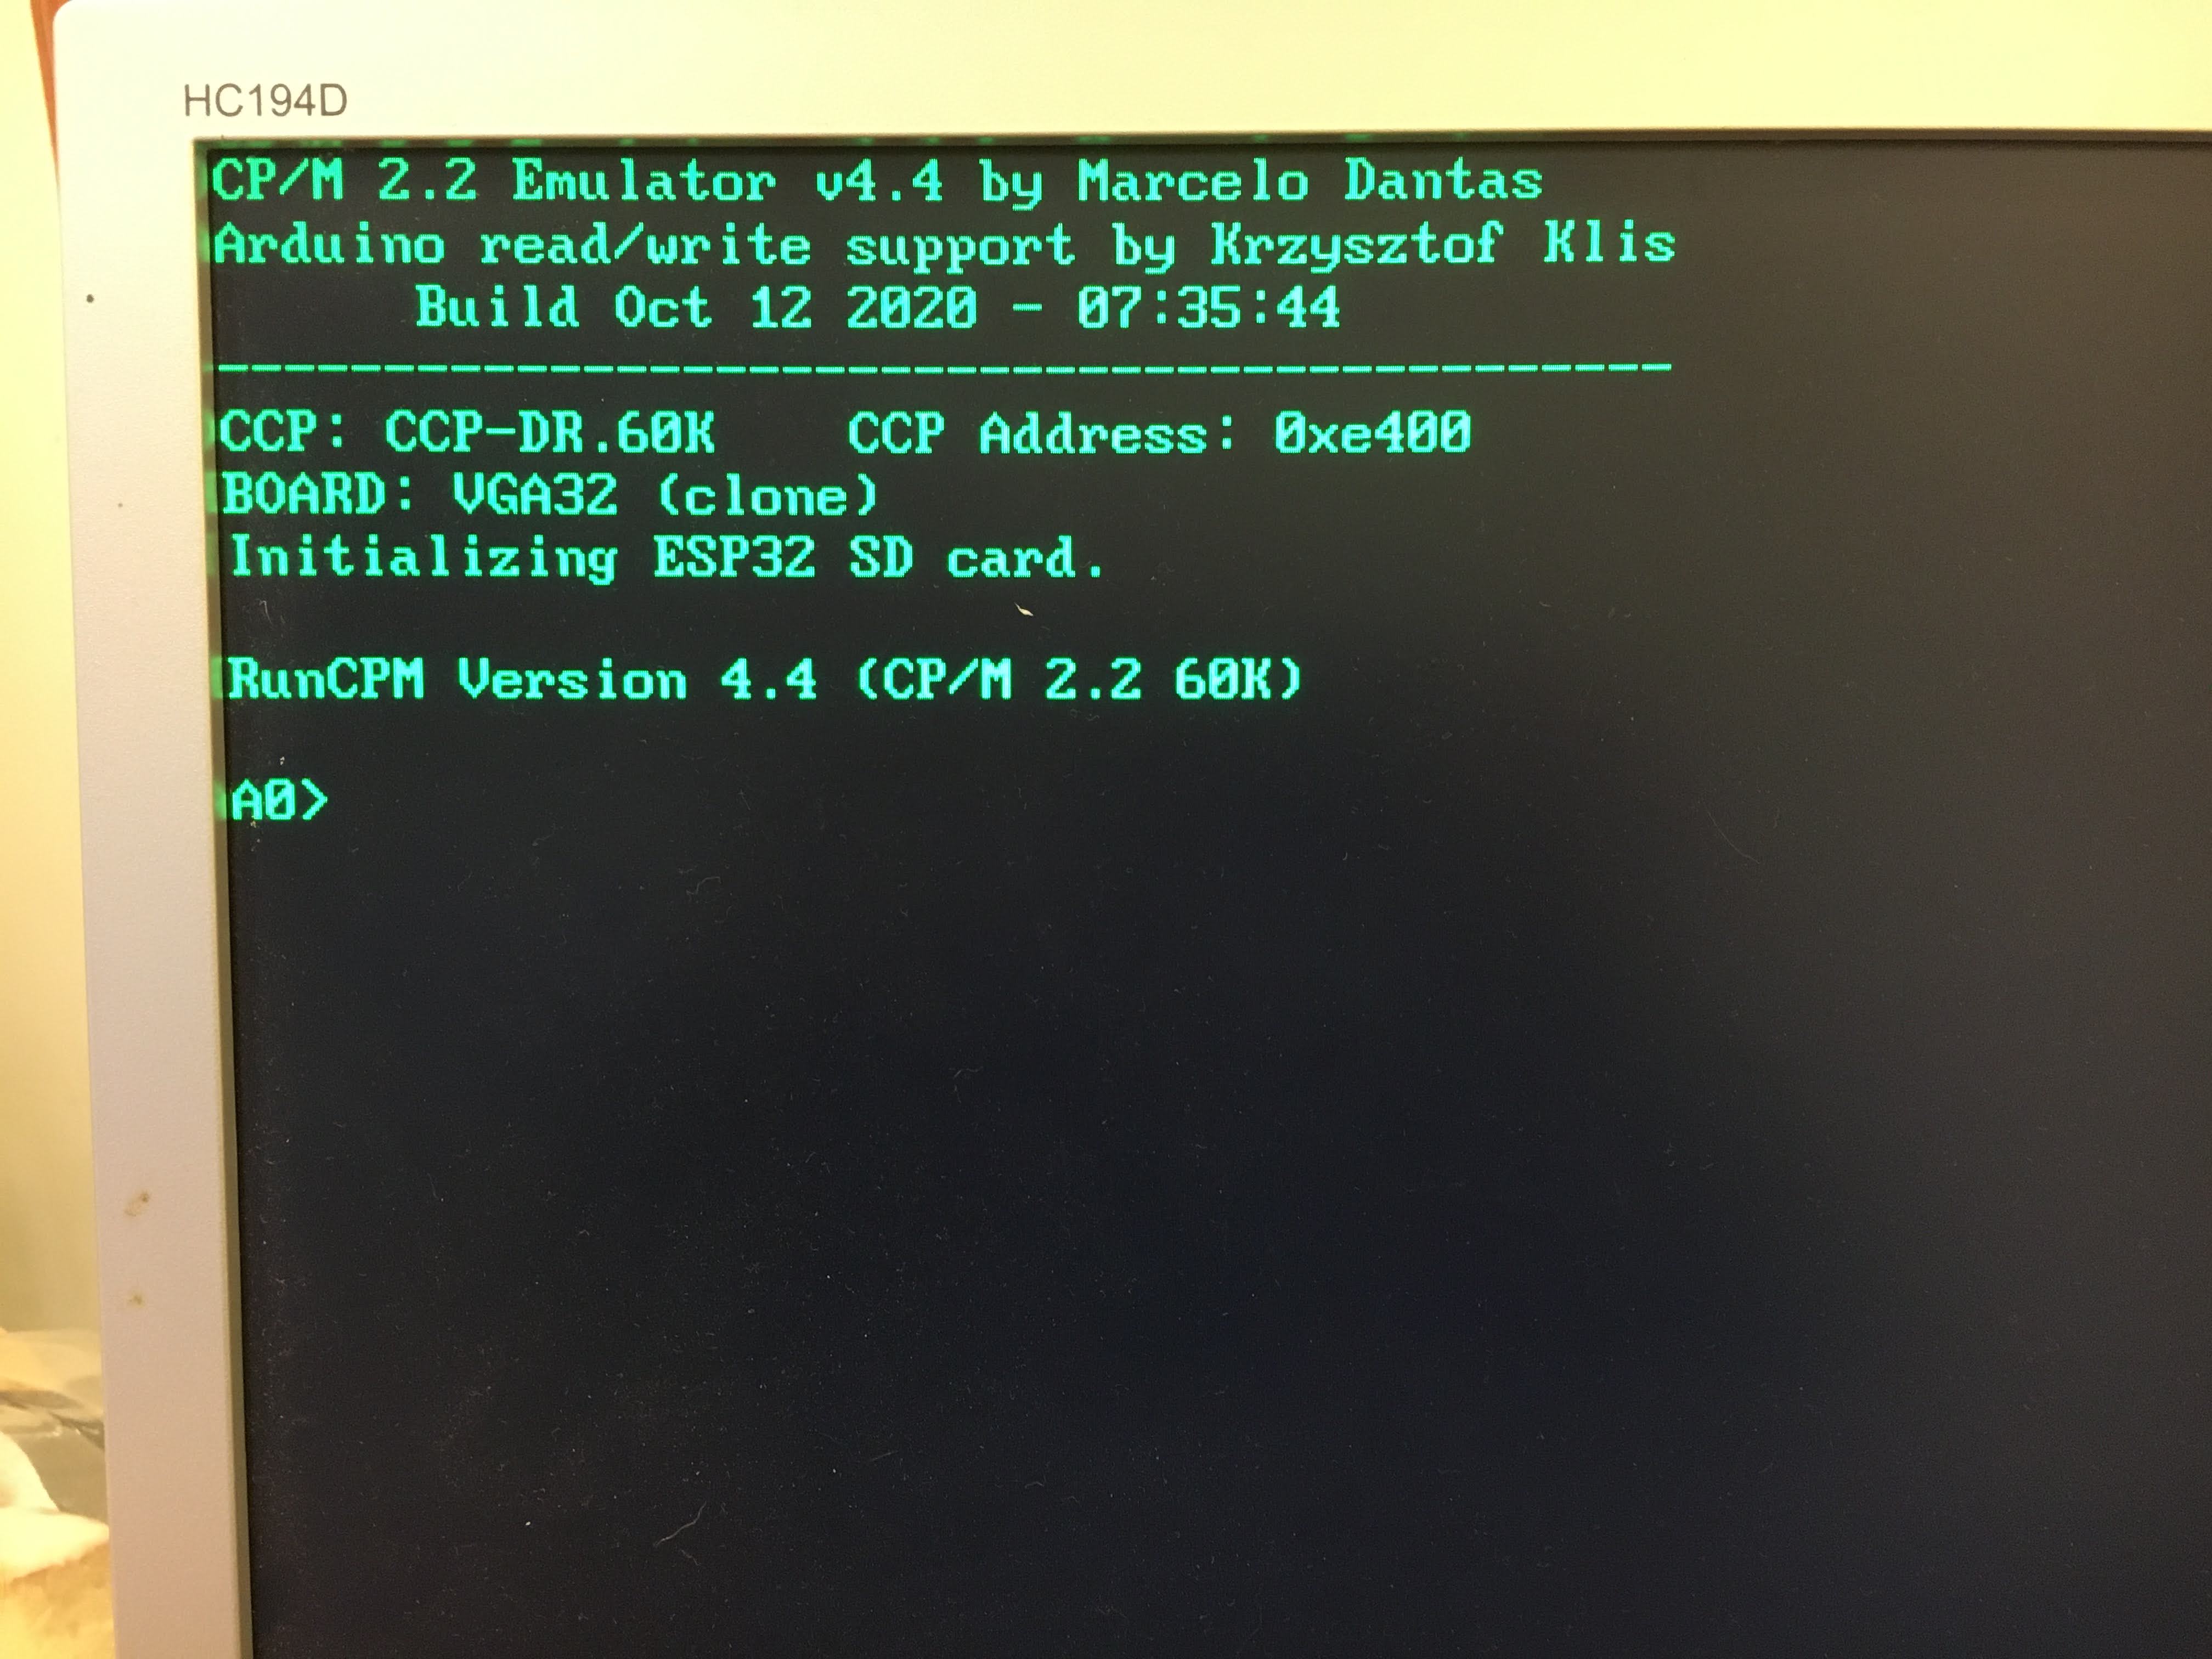 HC194D
CP/M 2.2 Emulator v4.4 by Marcelo Dantas
Arduino read/write support by Krzysztof Klis
Build Oct 12 2020 - 07:35:44
--------------------------------------------
CCP: CCP-DR.60K    CCP Address: 0xe400
BOARD: VGA32 (clone)
Initializing ESP32 SD card.
RunCPM Version 4.4 (CP/M 2.2 60K)
A0>